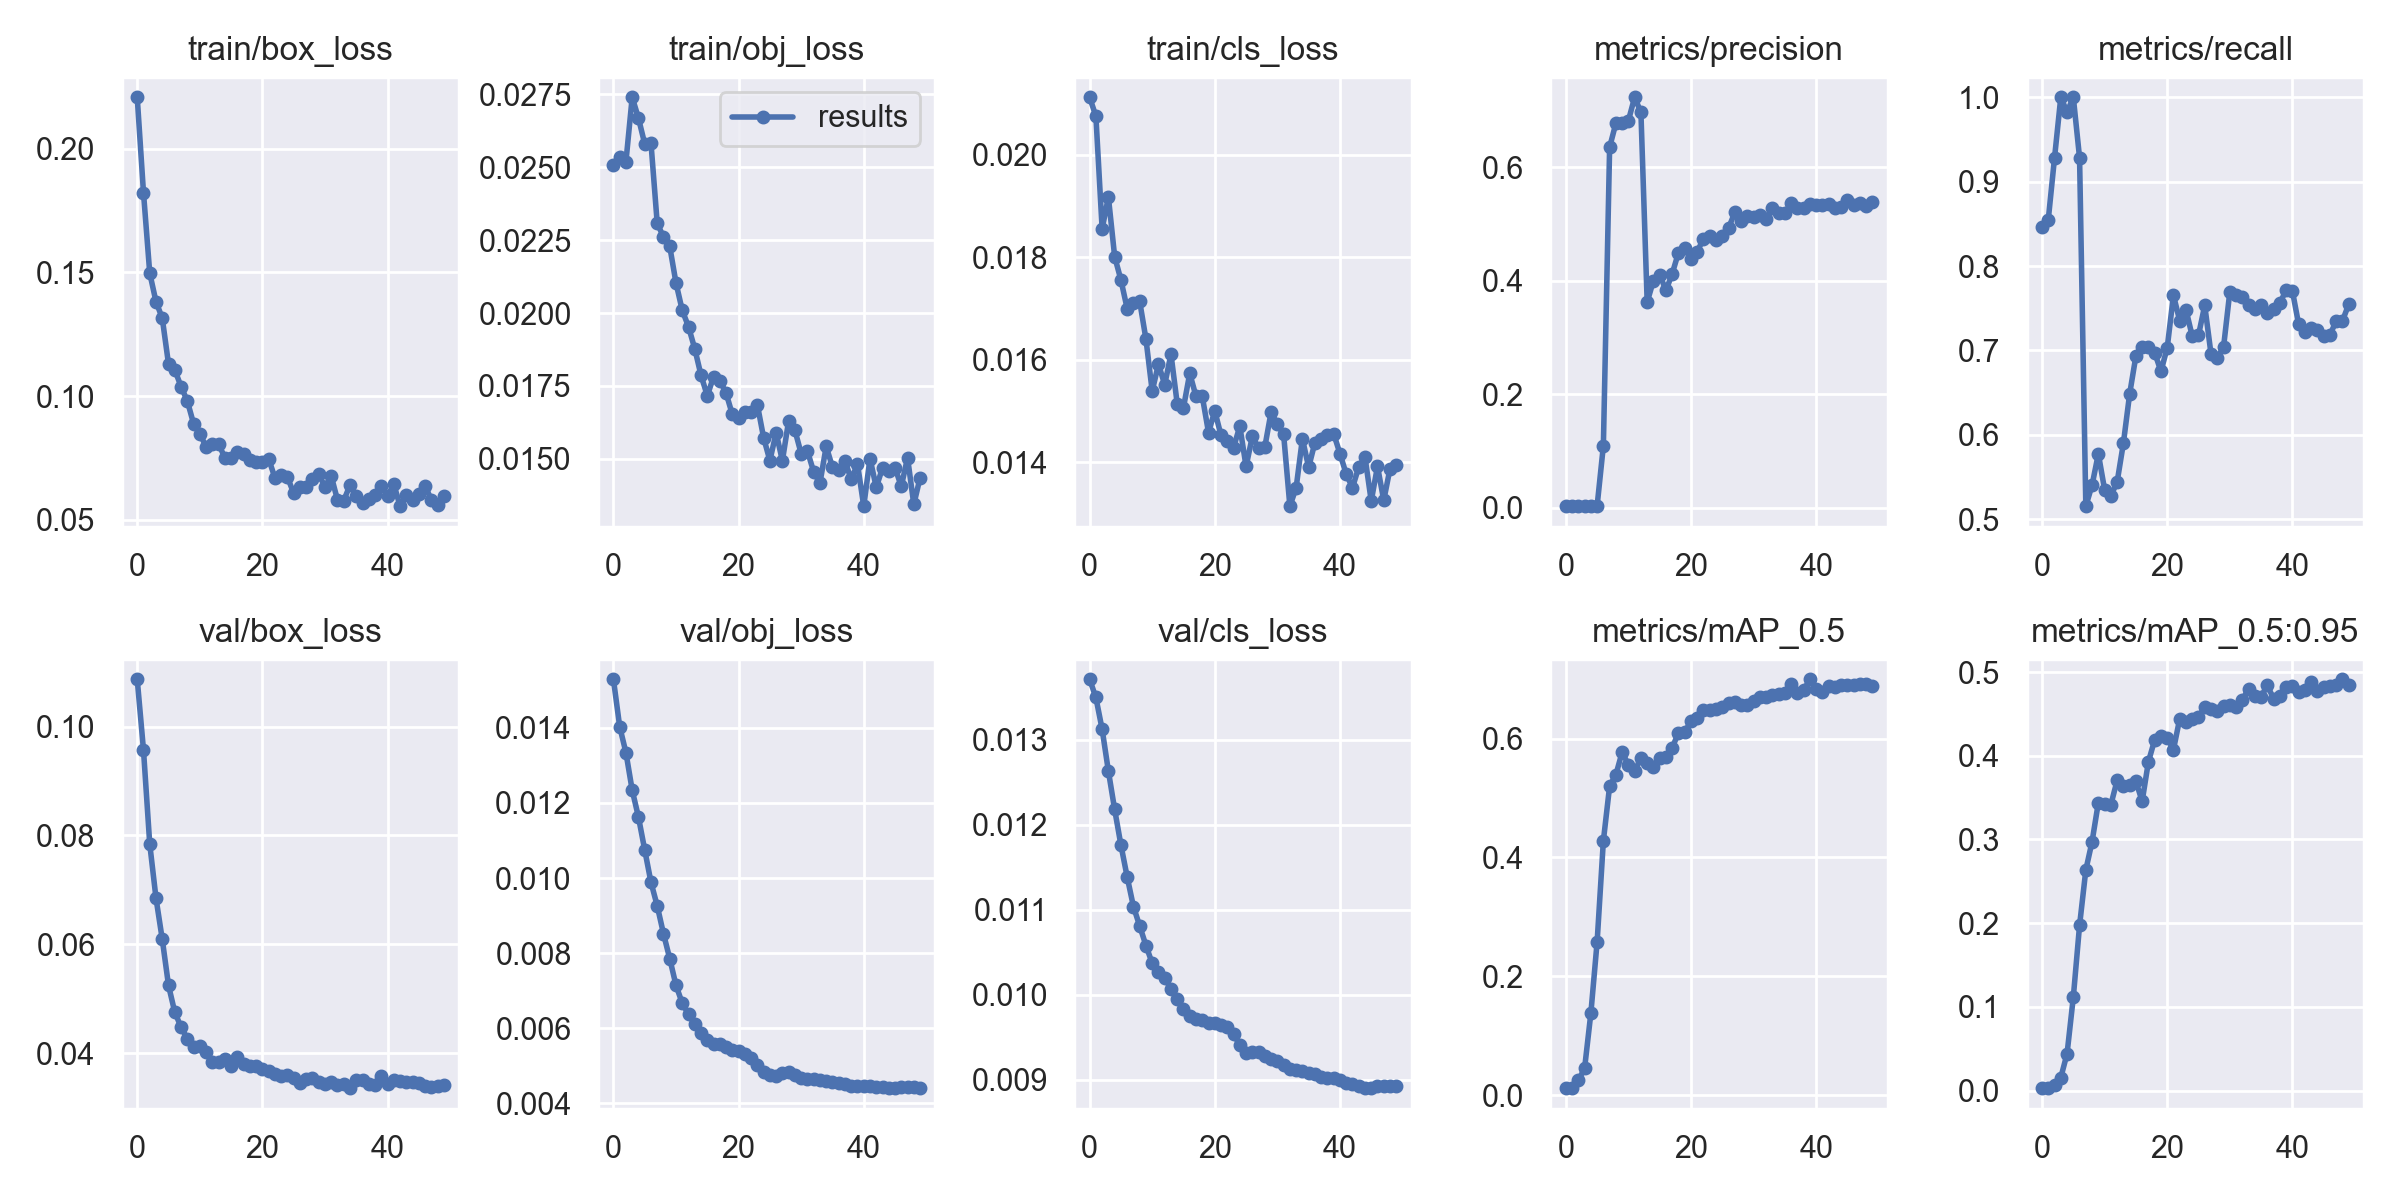 train/box_loss
train/obj_loss
train/cls_loss
metrics/precision
metrics/recall
results
0.20
0.15
0.10
0.05
0 20 40
0.0275
0.0250
0.0225
0.0200
0.0175
0.0150
0 20 40
0.020
0.018
0.016
0.014
0 20 40
0.6
0.4
0.2
0.0
0 20 40
1.0
0.9
0.8
0.7
0.6
0.5
0 20 40
val/box_loss
val/obj_loss
val/cls_loss
metrics/mAP_0.5
metrics/mAP_0.5:0.95
0.10
0.08
0.06
0.04
0 20 40
0.014
0.012
0.010
0.008
0.006
0.004
0 20 40
0.013
0.012
0.011
0.010
0.009
0 20 40
0.6
0.4
0.2
0.0
0 20 40
0.5
0.4
0.3
0.2
0.1
0.0
0 20 40